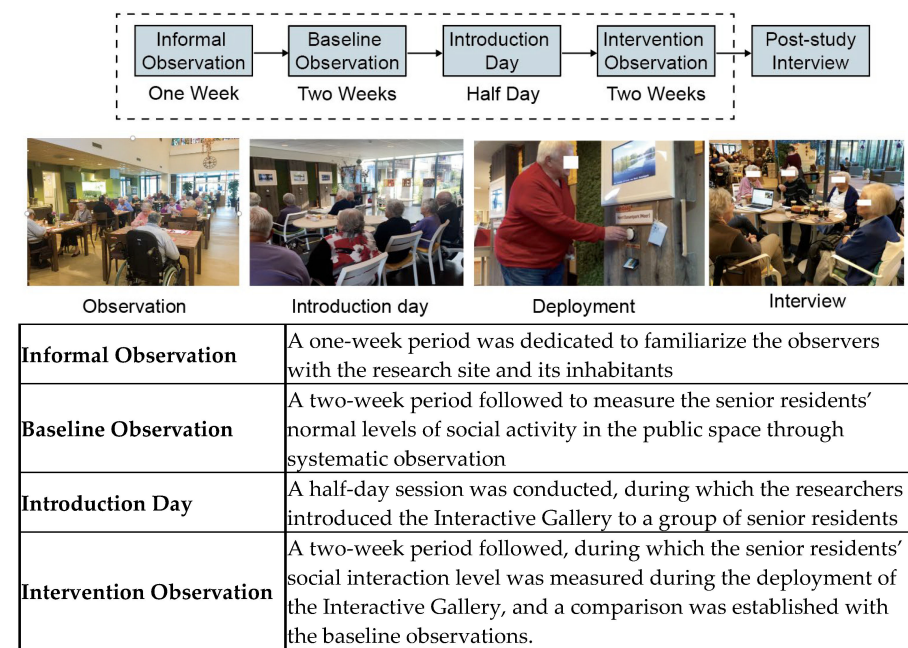 Informal
Observation
Baseline
Observation
Introduction
Day
Intervention
Observation
Post-study
Interview
One Week
Two Weeks
Half Day
Two Weeks
Observation
Introduction day
Deployment
Interview
Informal Observation
A one-week period was dedicated to familiarize the observers
with the research site and its inhabitants
Baseline Observation
A two-week period followed to measure the senior residents’
normal levels of social activity in the public space through
systematic observation
Introduction Day
A half-day session was conducted, during which the researchers
introduced the Interactive Gallery to a group of senior residents
Intervention Observation
A two-week period followed, during which the senior residents’
social interaction level was measured during the deployment of
the Interactive Gallery, and a comparison was established with
the baseline observations.